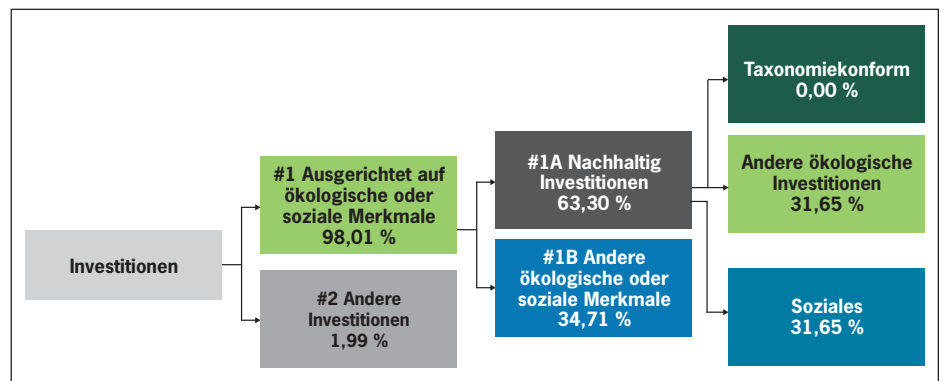 Investitionen
#1 Ausgerichtet auf
ökologische oder
soziale Merkmale
98,01 %
#2 Andere
Investitionen
1,99 %
#1A Nachhaltig
Investitionen
63,30 %
#1B Andere
ökologische oder
soziale Merkmale
34,71 %
Taxonomiekonform
0,00 %
Andere ökologische
Investitionen
31,65 %
Soziales
31,65 %